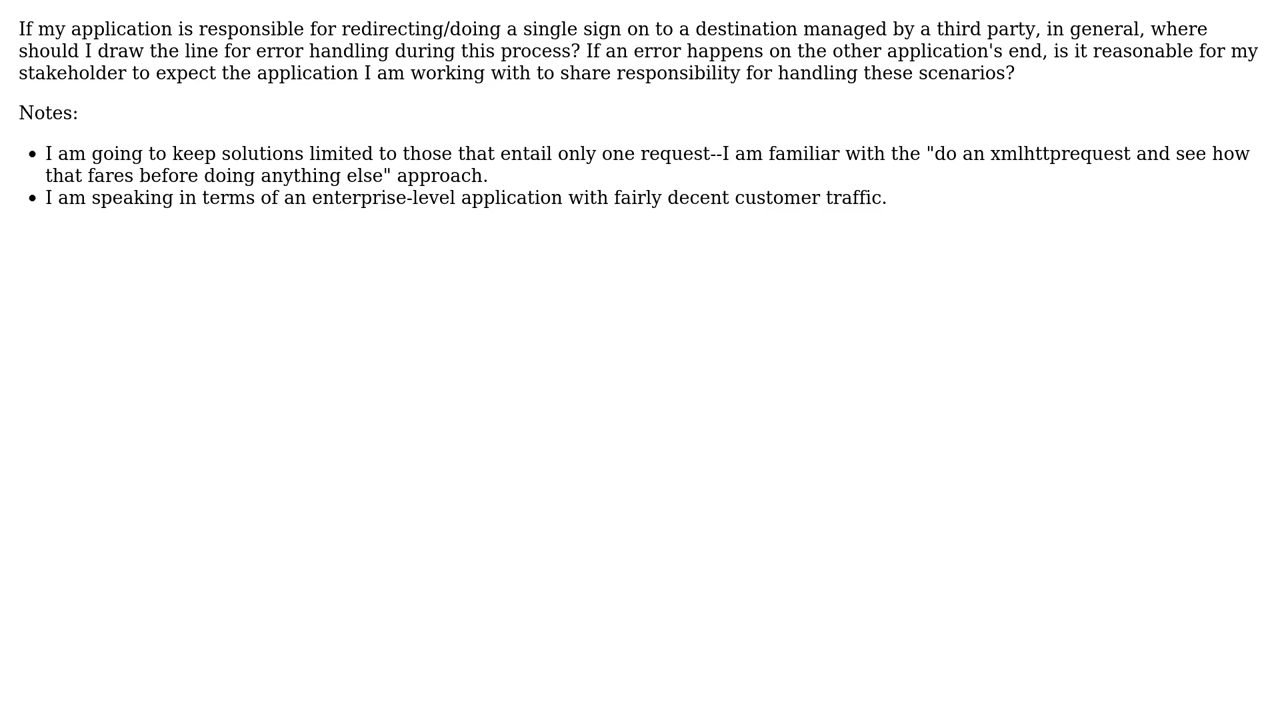 If my application is responsible for redirecting/doing a single sign on to a destination managed by a third party, in general, where
should I draw the line for error handling during this process? If an error happens on the other application's end, is it reasonable for my
stakeholder to expect the application I am working with to share responsibility for handling these scenarios?
Notes:
• I am going to keep solutions limited to those that entail only one request--I am familiar with the "do an xmlhttprequest and see how
that fares before doing anything else" approach.
• I am speaking in terms of an enterprise-level application with fairly decent customer traffic.